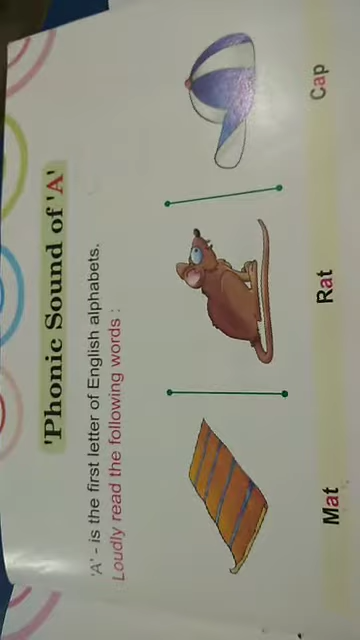 'Phonic Sound of 'A'
'A' - is the first letter of English alphabets.
Loudly read the following words :
Mat Rat Cap